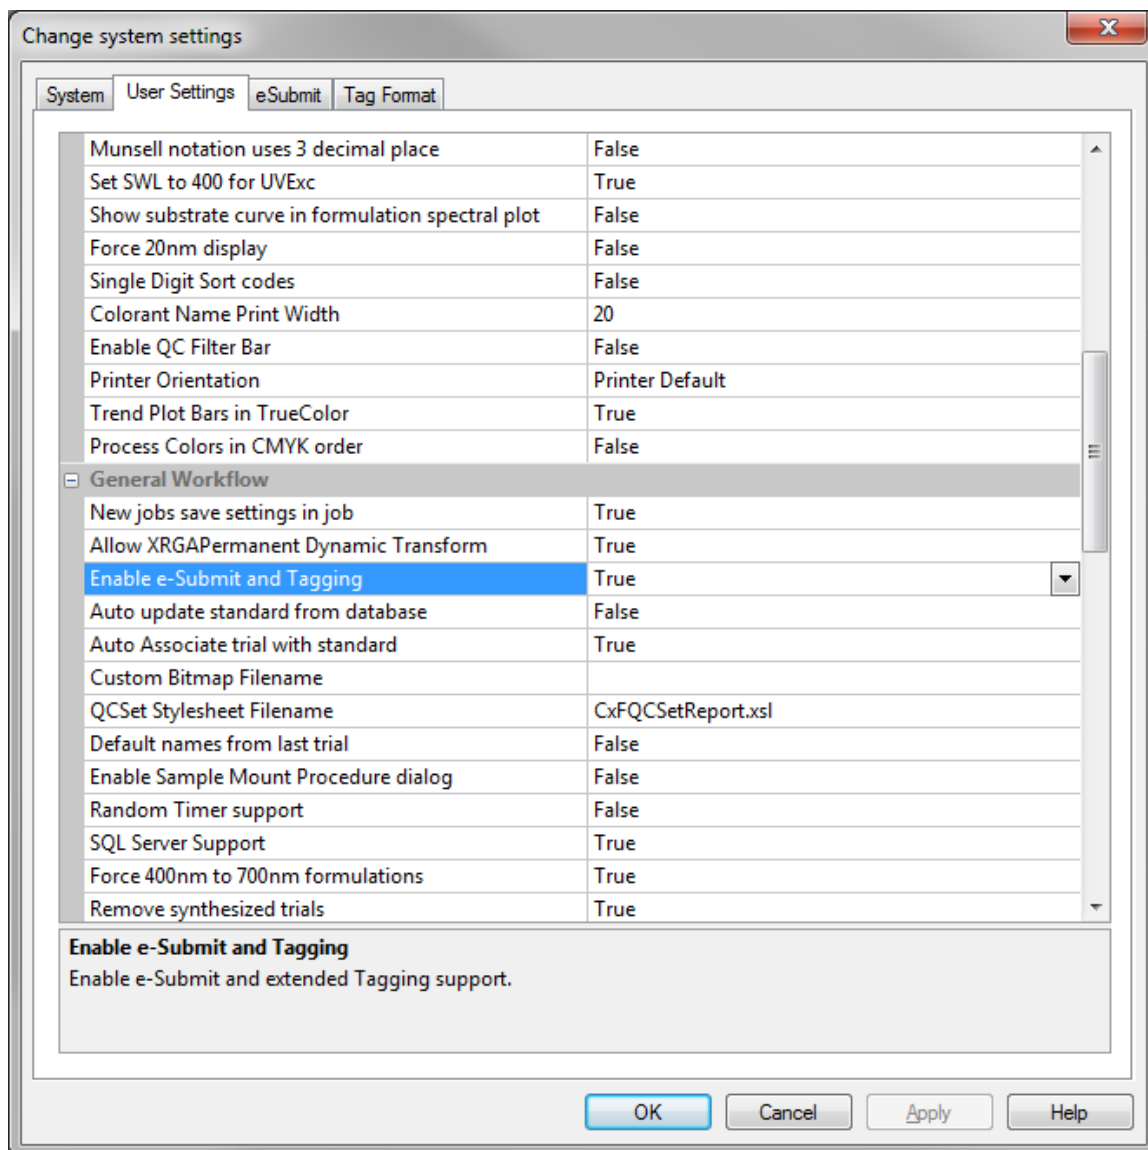 Change system settings
System User Settings eSubmit Tag Format
Munsell notation uses 3 decimal place False
Set SWL to 400 for UVExc True
Show substrate curve in formulation spectral plot False
Force 20nm display False
Single Digit Sort codes False
Colorant Name Print Width 20
Enable QC Filter Bar False
Printer Orientation Printer Default
Trend Plot Bars in TrueColor True
Process Colors in CMYK order False
General Workflow
New jobs save settings in job True
Allow XRGAPermanent Dynamic Transform True
Enable e-Submit and Tagging True
Auto update standard from database False
Auto Associate trial with standard True
Custom Bitmap Filename
QCSet Stylesheet Filename CxFQCSetReport.xsl
Default names from last trial False
Enable Sample Mount Procedure dialog False
Random Timer support False
SQL Server Support True
Force 400nm to 700nm formulations True
Remove synthesized trials True
Enable e-Submit and Tagging
Enable e-Submit and extended Tagging support.
OK Cancel Apply Help